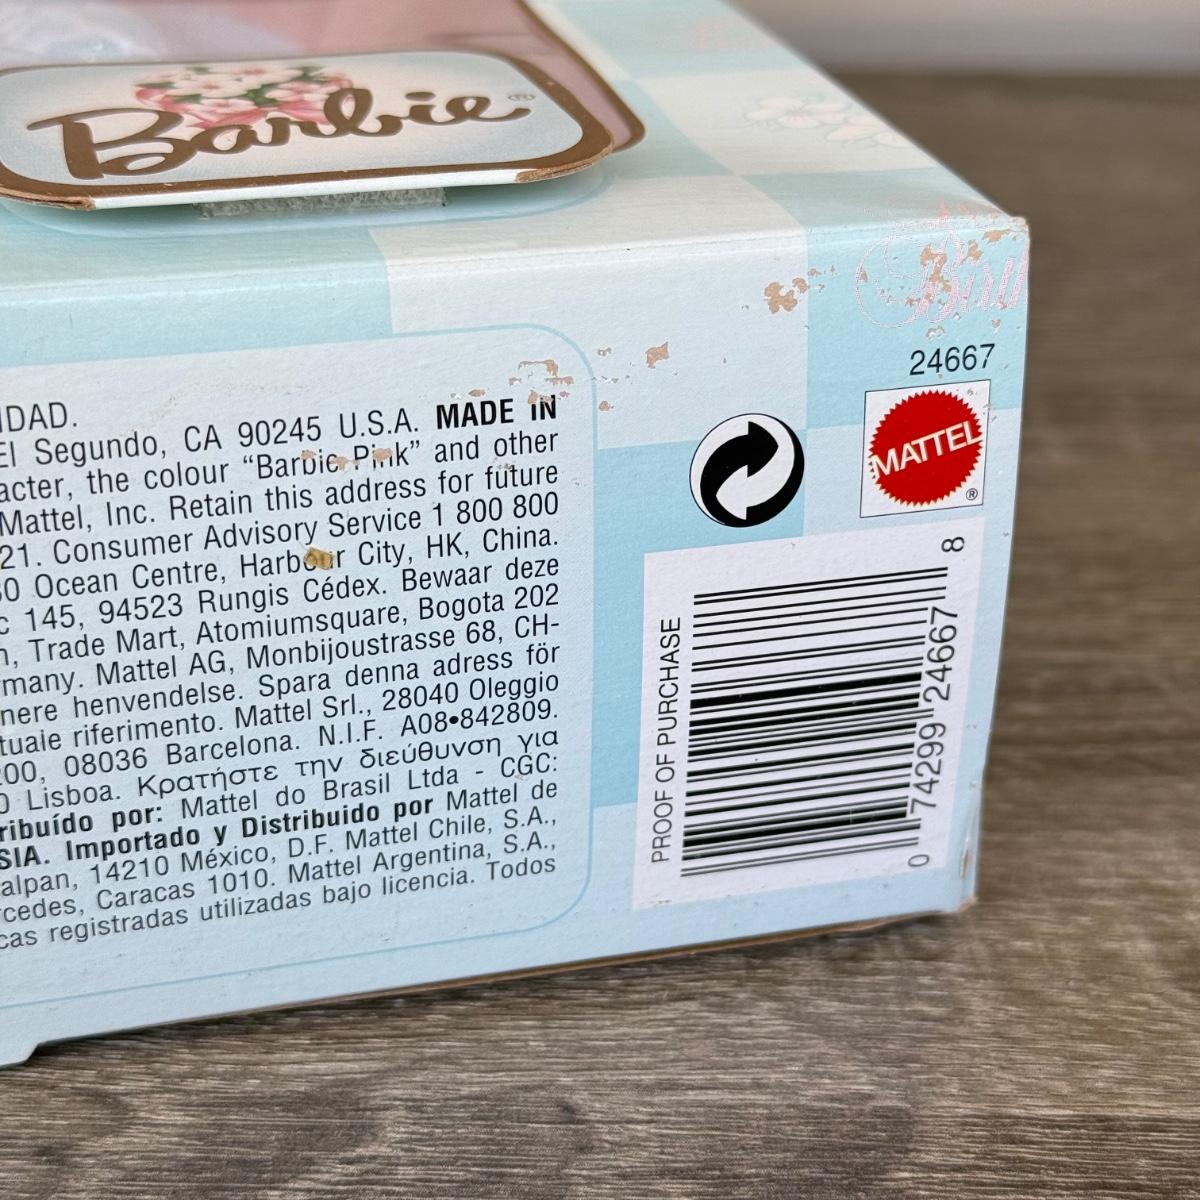 Barbie®
24667
MATTEL
®
IDAD.
El Segundo, CA 90245 U.S.A. MADE IN
acter, the colour “Barbie Pink” and other
Mattel, Inc. Retain this address for future
21. Consumer Advisory Service 1 800 800
Ocean Centre, Harbour City, HK, China.
145, 94523 Rungis Cédex. Bewaar deze
Trade Mart, Atomiumsquare, Bogota 202
many. Mattel AG, Monbijoustrasse 68, CH-
nere henvendelse. Spara denna adress för
tuale riferimento. Mattel Srl., 28040 Oleggio
00, 08036 Barcelona. N.I.F. A08•842809.
Lisboa. Κρατήστε την διεύθυνση για
ribuído por: Mattel do Brasil Ltda - CGC:
SIA. Importado y Distribuido por Mattel de
alpan, 14210 México, D.F. Mattel Chile, S.A.,
cedes, Caracas 1010. Mattel Argentina, S.A.,
cas registradas utilizadas bajo licencia. Todos
PROOF OF PURCHASE
0 74299 24667 8